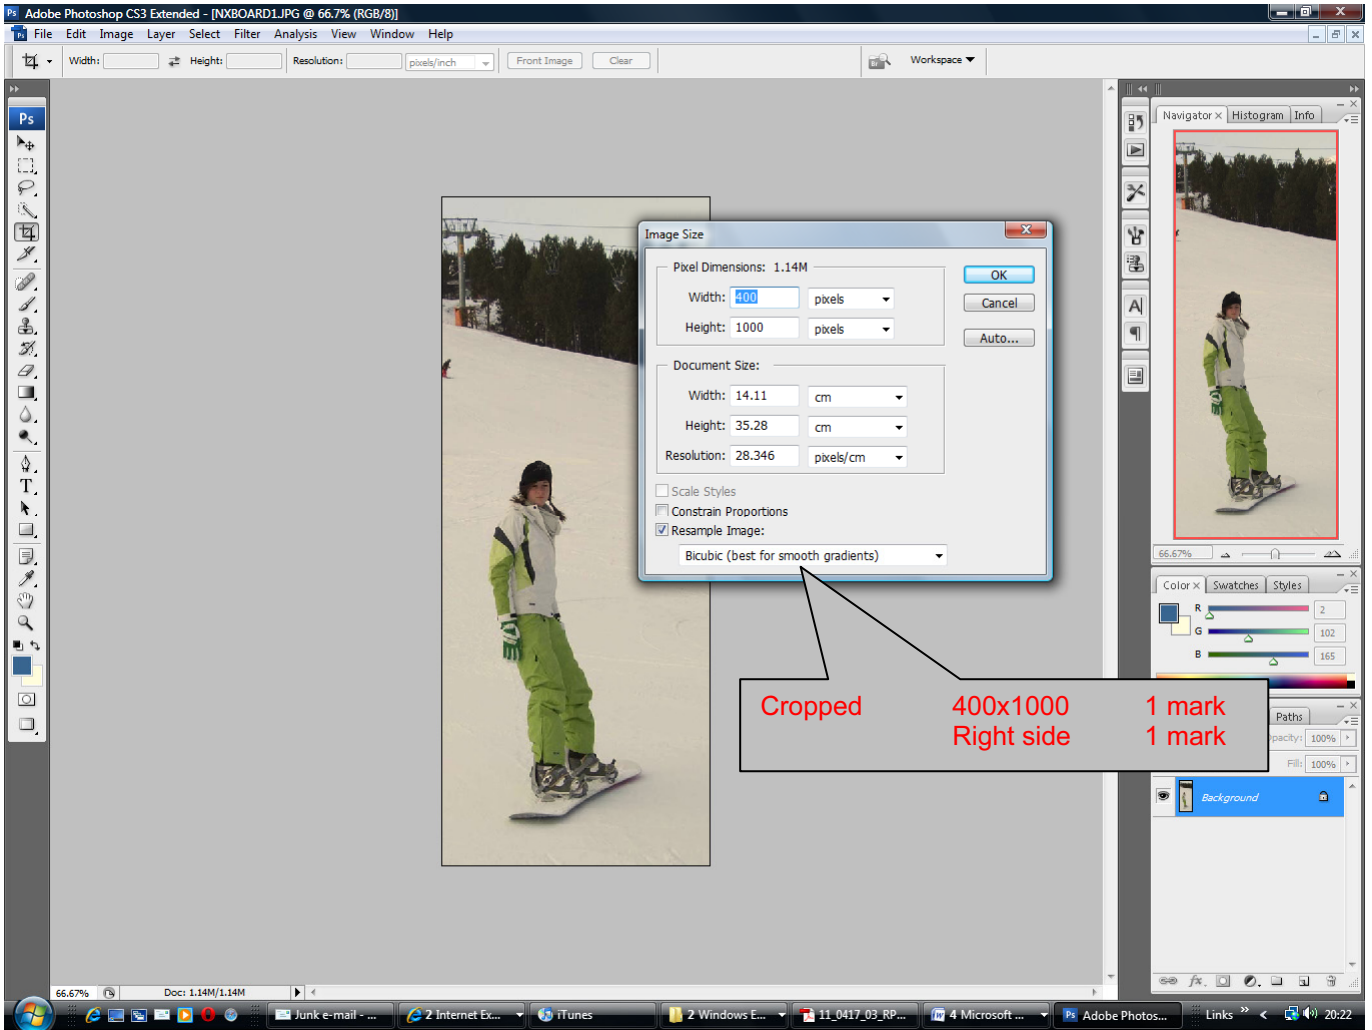 Ps Adobe Photoshop CS3 Extended - [NXBOARD1.JPG @ 66.7% (RGB/8)]
File Edit Image Layer Select Filter Analysis View Window Help
Width: Height: Resolution: pixels/inch Front Image Clear Workspace
Ps
Navigator × Histogram Info
Image Size
Pixel Dimensions: 1.14M
Width: 400 pixels
Height: 1000 pixels
OK
Cancel
Auto...
Document Size:
Width: 14.11 cm
Height: 35.28 cm
Resolution: 28.346 pixels/cm
Scale Styles
Constrain Proportions
Resample Image:
Bicubic (best for smooth gradients)
66.67%
Color × Swatches Styles
R 2
G 102
B 165
Cropped 400x1000 1 mark
Right side 1 mark
Paths
pacity: 100%
Fill: 100%
Background
66.67% Doc: 1.14M/1.14M
Junk e-mail - ... 2 Internet Ex... iTunes 2 Windows E... 11_0417_03_RP... 4 Microsoft ... Ps Adobe Photos... Links » 20:22